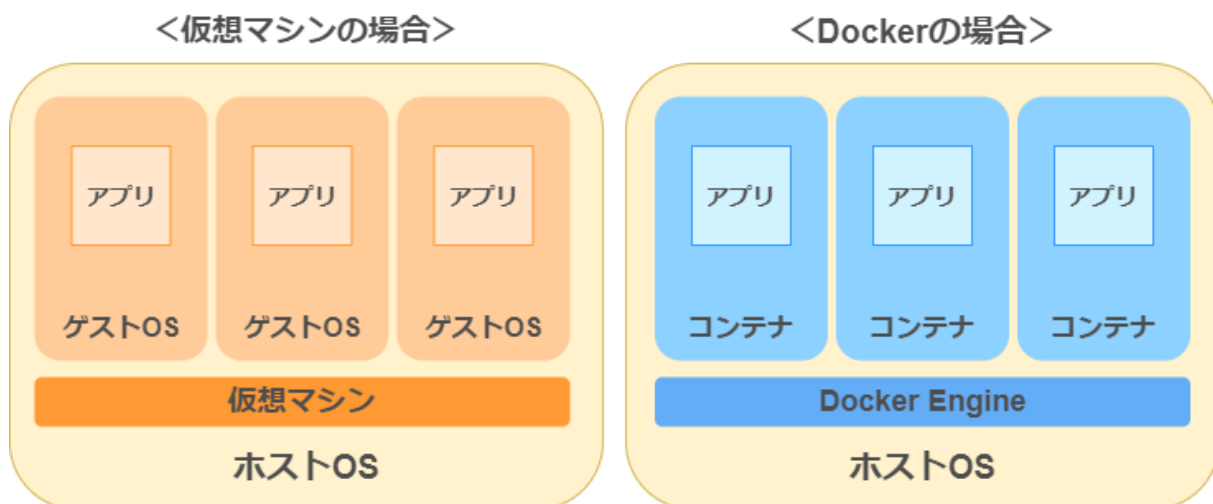 ＜仮想マシンの場合＞
アプリ
アプリ
アプリ
ゲストOS
ゲストOS
ゲストOS
仮想マシン
ホストOS
＜Dockerの場合＞
アプリ
アプリ
アプリ
コンテナ
コンテナ
コンテナ
Docker Engine
ホストOS